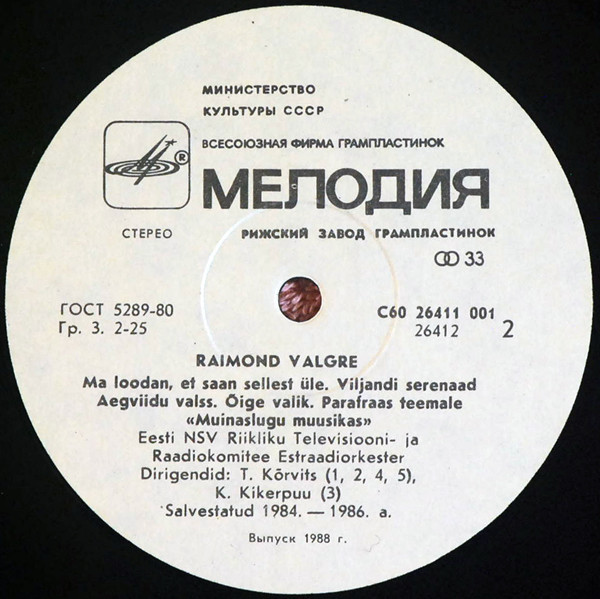 МИНИСТЕРСТВО
КУЛЬТУРЫ СССР
ВСЕСОЮЗНАЯ ФИРМА ГРАМПЛАСТИНОК
®
МЕЛОДИЯ
СТЕРЕО
РИЖСКИЙ ЗАВОД ГРАМПЛАСТИНОК
33
ГОСТ 5289-80
Гр. 3. 2-25
С60 26411 001
26412
2
RAIMOND VALGRE
Ma loodan, et saan sellest üle. Viljandi serenaad
Aegviidu valss. Õige valik. Parafraas teemale
«Muinaslugu muusikas»
Eesti NSV Riikliku Televisiooni- ja
Raadiokomitee Estraadiorkester
Dirigendid: T. Kõrvits (1, 2, 4, 5),
K. Kikerpuu (3)
Salvestatud 1984. — 1986. a.
Выпуск 1988 г.